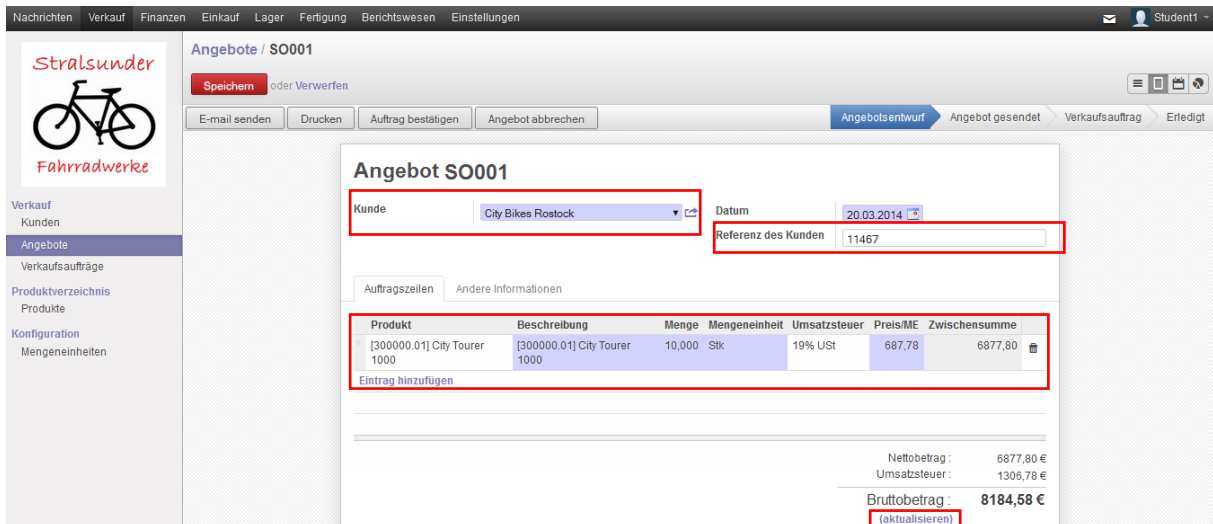 Nachrichten Verkauf Finanzen Einkauf Lager Fertigung Berichtswesen Einstellungen Student1
Stralsunder
Fahrradwerke
Verkauf
Kunden
Angebote
Verkaufsaufträge
Produktverzeichnis
Produkte
Konfiguration
Mengeneinheiten
Angebote / SO001
Speichern oder Verwerfen
E-mail senden Drucken Auftrag bestätigen Angebot abbrechen Angebotsentwurf Angebot gesendet Verkaufsauftrag Erledigt
Angebot SO001
Kunde City Bikes Rostock Datum 20.03.2014
Referenz des Kunden 11467
Auftragszeilen Andere Informationen
Produkt Beschreibung Menge Mengeneinheit Umsatzsteuer Preis/ME Zwischensumme
[300000.01] City Tourer [300000.01] City Tourer 10,000 Stk 19% USt 687,78 6877,80
1000 1000
Eintrag hinzufügen
Nettobetrag : 6877,80 €
Umsatzsteuer : 1306,78 €
Bruttobetrag : 8184,58 €
(aktualisieren)